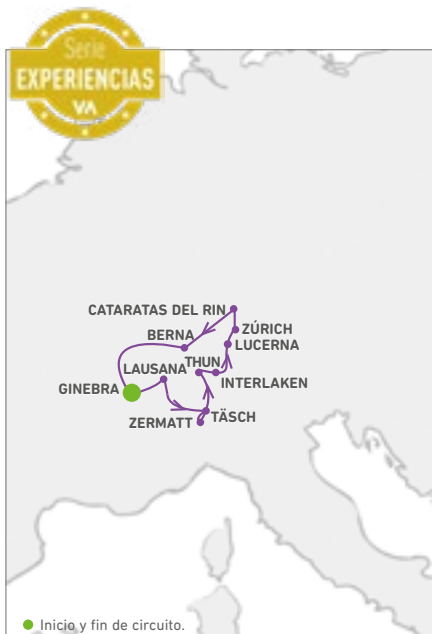 Serie
EXPERIENCIAS
VA
CATARATAS DEL RIN
ZÚRICH
BERNA
LUCERNA
LAUSANA
THUN
INTERLAKEN
GINEBRA
TÄSCH
ZERMATT
Inicio y fin de circuito.